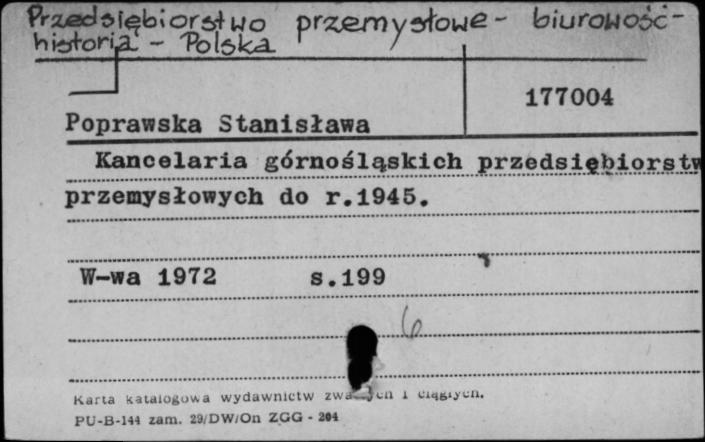 Przedsiębiorstwo przemysłowe - biurowość -
historia - Polska
177004
Poprawska Stanisława
Kancelaria górnośląskich przedsiębiorstw
przemysłowych do r.1945.
W-wa 1972 s.199
6
Karta katalogowa wydawnictw i ciągłych.
PU-B-144 zam. 29/DW/On ZGG - 204